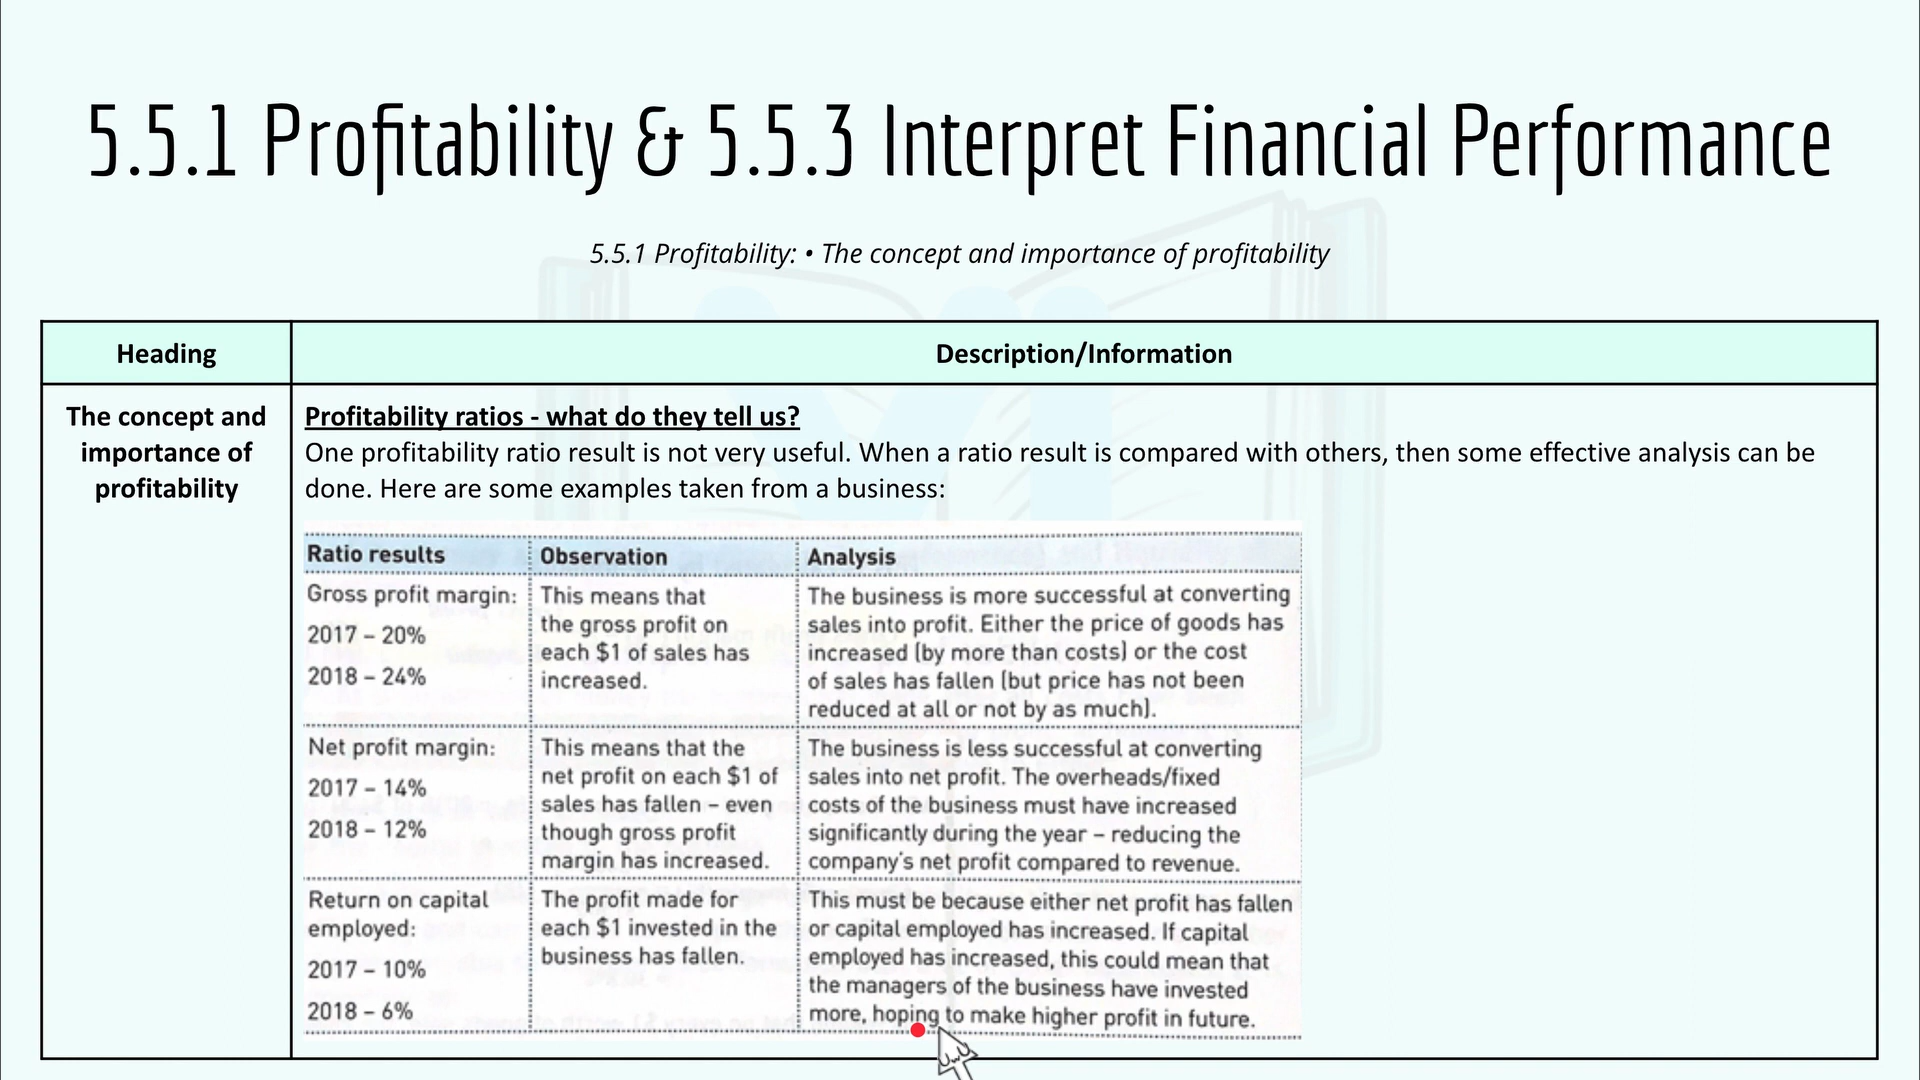 5.5.1 Profitability & 5.5.3 Interpret Financial Performance
5.5.1 Profitability: • The concept and importance of profitability
Heading
Description/Information
The concept and
importance of
profitability
Profitability ratios - what do they tell us?
One profitability ratio result is not very useful. When a ratio result is compared with others, then some effective analysis can be
done. Here are some examples taken from a business:
Ratio results
Observation
Analysis
Gross profit margin:
2017 – 20%
2018 – 24%
This means that
the gross profit on
each $1 of sales has
increased.
The business is more successful at converting
sales into profit. Either the price of goods has
increased (by more than costs) or the cost
of sales has fallen (but price has not been
reduced at all or not by as much).
Net profit margin:
2017 – 14%
2018 – 12%
This means that the
net profit on each $1 of
sales has fallen – even
though gross profit
margin has increased.
The business is less successful at converting
sales into net profit. The overheads/fixed
costs of the business must have increased
significantly during the year – reducing the
company's net profit compared to revenue.
Return on capital
employed:
2017 – 10%
2018 – 6%
The profit made for
each $1 invested in the
business has fallen.
This must be because either net profit has fallen
or capital employed has increased. If capital
employed has increased, this could mean that
the managers of the business have invested
more, hoping to make higher profit in future.